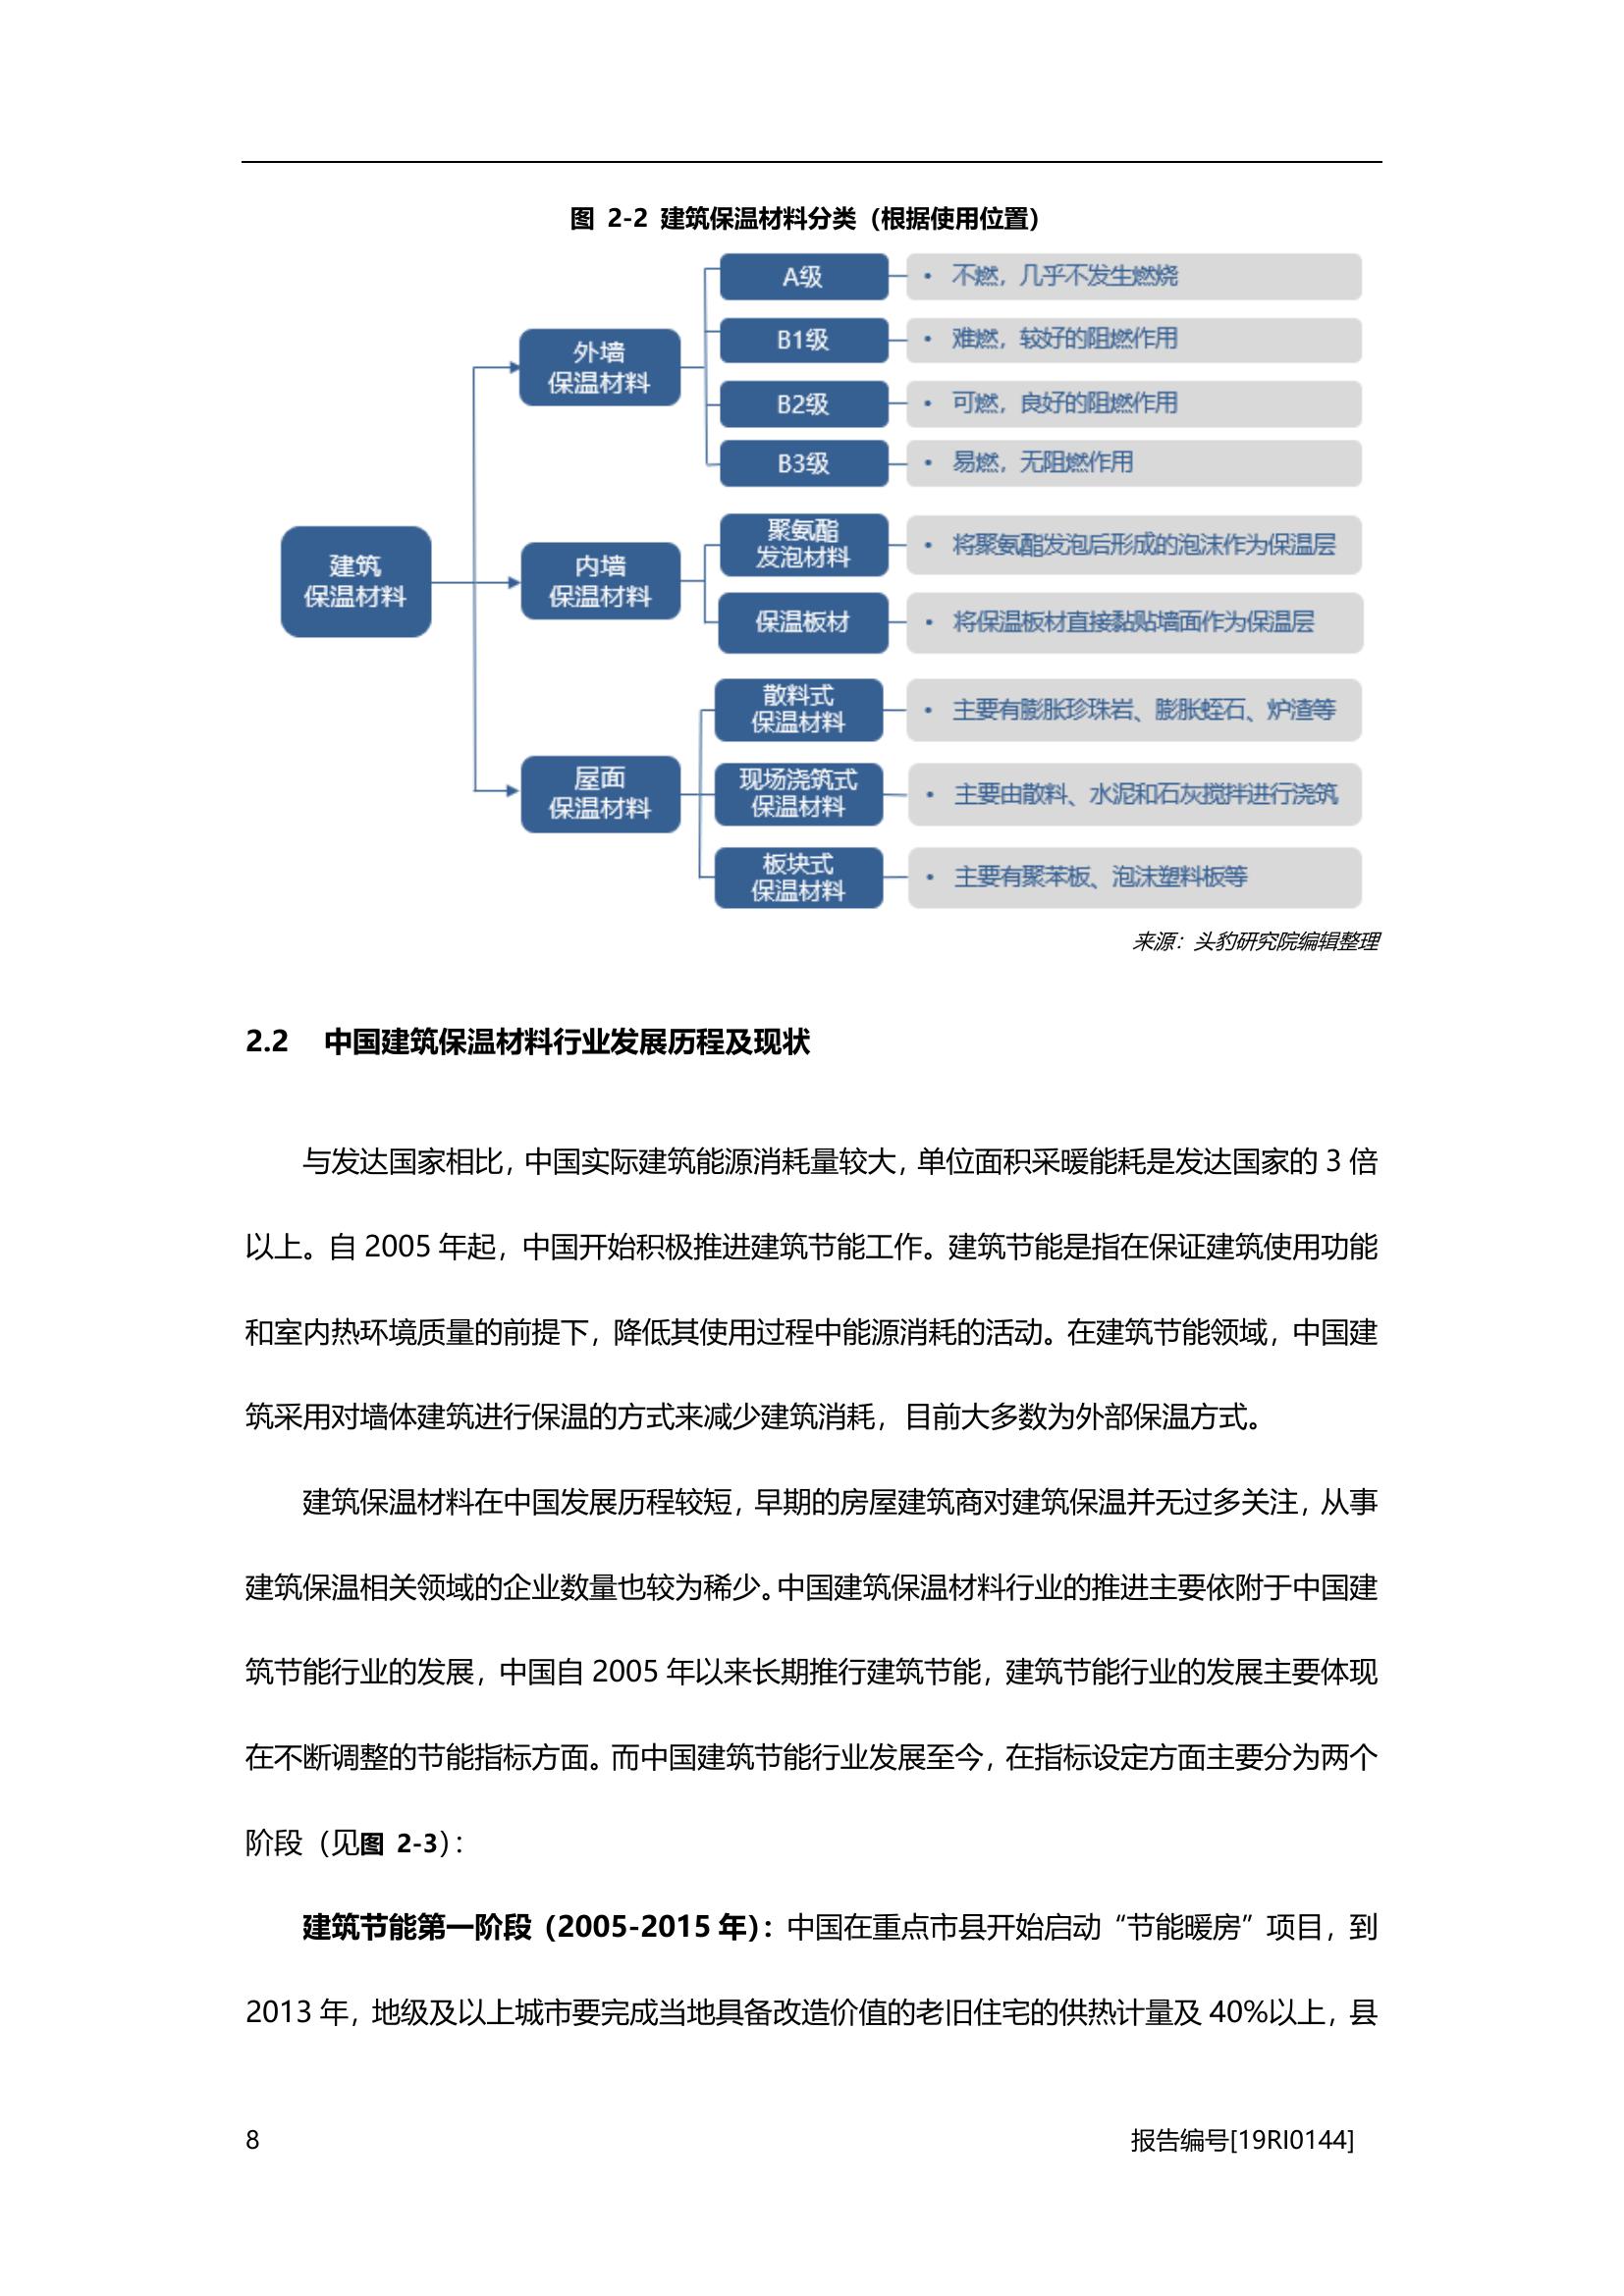 图 2-2 建筑保温材料分类（根据使用位置）
建筑
保温材料
外墙
保温材料
A级
• 不燃，几乎不发生燃烧
B1级
• 难燃，较好的阻燃作用
B2级
• 可燃，良好的阻燃作用
B3级
• 易燃，无阻燃作用
内墙
保温材料
聚氨酯
发泡材料
• 将聚氨酯发泡后形成的泡沫作为保温层
保温板材
• 将保温板材直接黏贴墙面作为保温层
屋面
保温材料
散料式
保温材料
• 主要有膨胀珍珠岩、膨胀蛭石、炉渣等
现场浇筑式
保温材料
• 主要由散料、水泥和石灰搅拌进行浇筑
板块式
保温材料
• 主要有聚苯板、泡沫塑料板等
来源：头豹研究院编辑整理
2.2 中国建筑保温材料行业发展历程及现状
与发达国家相比，中国实际建筑能源消耗量较大，单位面积采暖能耗是发达国家的 3 倍
以上。自 2005 年起，中国开始积极推进建筑节能工作。建筑节能是指在保证建筑使用功能
和室内热环境质量的前提下，降低其使用过程中能源消耗的活动。在建筑节能领域，中国建
筑采用对墙体建筑进行保温的方式来减少建筑消耗，目前大多数为外部保温方式。
建筑保温材料在中国发展历程较短，早期的房屋建筑商对建筑保温并无过多关注，从事
建筑保温相关领域的企业数量也较为稀少。中国建筑保温材料行业的推进主要依附于中国建
筑节能行业的发展，中国自 2005 年以来长期推行建筑节能，建筑节能行业的发展主要体现
在不断调整的节能指标方面。而中国建筑节能行业发展至今，在指标设定方面主要分为两个
阶段（见图 2-3）：
建筑节能第一阶段（2005-2015 年）：中国在重点市县开始启动“节能暖房”项目，到
2013 年，地级及以上城市要完成当地具备改造价值的老旧住宅的供热计量及 40%以上，县
8
报告编号[19RI0144]